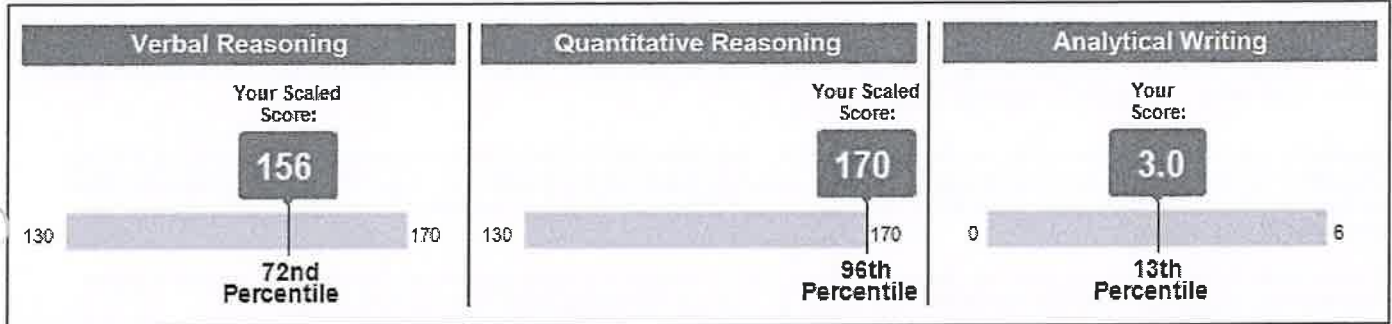 Verbal Reasoning
Your Scaled
Score:
156
130
170
72nd
Percentile
Quantitative Reasoning
Your Scaled
Score:
170
130
170
96th
Percentile
Analytical Writing
Your
Score:
3.0
0
6
13th
Percentile